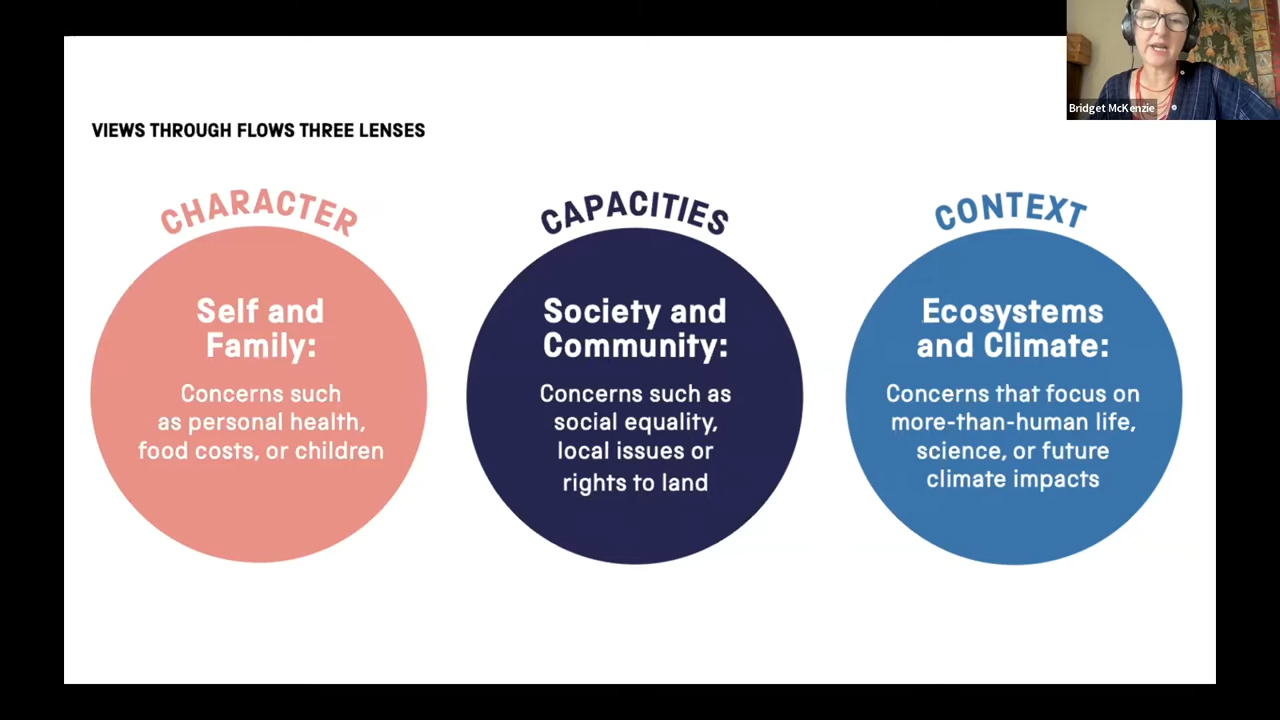 Bridget McKenzie
VIEWS THROUGH FLOWS THREE LENSES
CHARACTER
Self and
Family:
Concerns such
as personal health,
food costs, or children
CAPACITIES
Society and
Community:
Concerns such as
social equality,
local issues or
rights to land
CONTEXT
Ecosystems
and Climate:
Concerns that focus on
more-than-human life,
science, or future
climate impacts